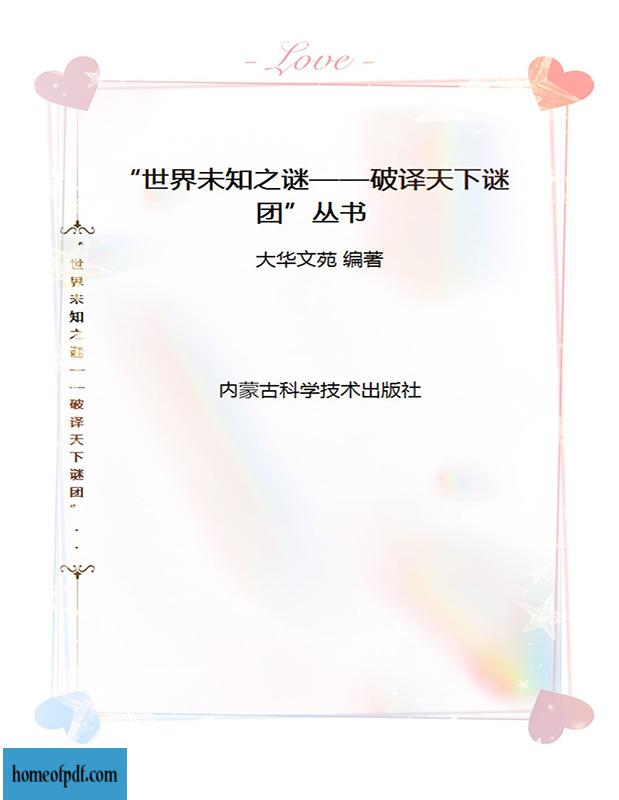 - Love -
“世界未知之谜——破译天下谜
团”丛书
大华文苑 编著
内蒙古科学技术出版社
“世界未知之谜——破译天下谜团”...
homeofpdf.com